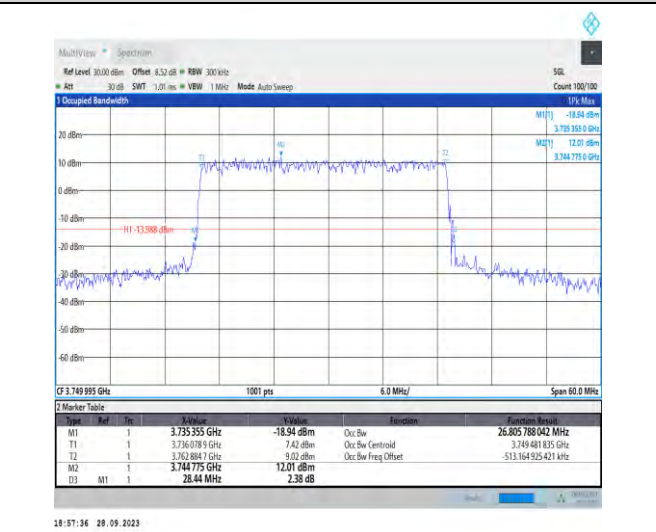 MultiView Spectrum
Ref Level 30.00 dBm Offset 8.52 dB RBW 300 kHz SGL
Att 30 dB SWT 1.01 ms VBW 1 MHz Mode Auto Sweep Count 100/100
1 Occupied Bandwidth 1Pk Max
M1[1] -18.94 dBm
3.735 355 0 GHz
M2[1] 12.01 dBm
3.744 775 0 GHz
20 dBm
M2
T1 T2
10 dBm
0 dBm
-10 dBm
H1 -13.988 dBm
-20 dBm
-30 dBm
-40 dBm
-50 dBm
-60 dBm
CF 3.749 995 GHz 1001 pts 6.0 MHz/ Span 60.0 MHz
2 Marker Table
Type Ref Trc X-Value Y-Value Function Function Result
M1 1 3.735 355 GHz -18.94 dBm Occ Bw 26.805 788 042 MHz
T1 1 3.736 078 9 GHz 7.42 dBm Occ Bw Centroid 3.749 481 835 GHz
T2 1 3.762 884 7 GHz 9.02 dBm Occ Bw Freq Offset -513.164 925 421 kHz
M2 1 3.744 775 GHz 12.01 dBm
D3 M1 1 28.44 MHz 2.38 dB
18:57:36 28.09.2023